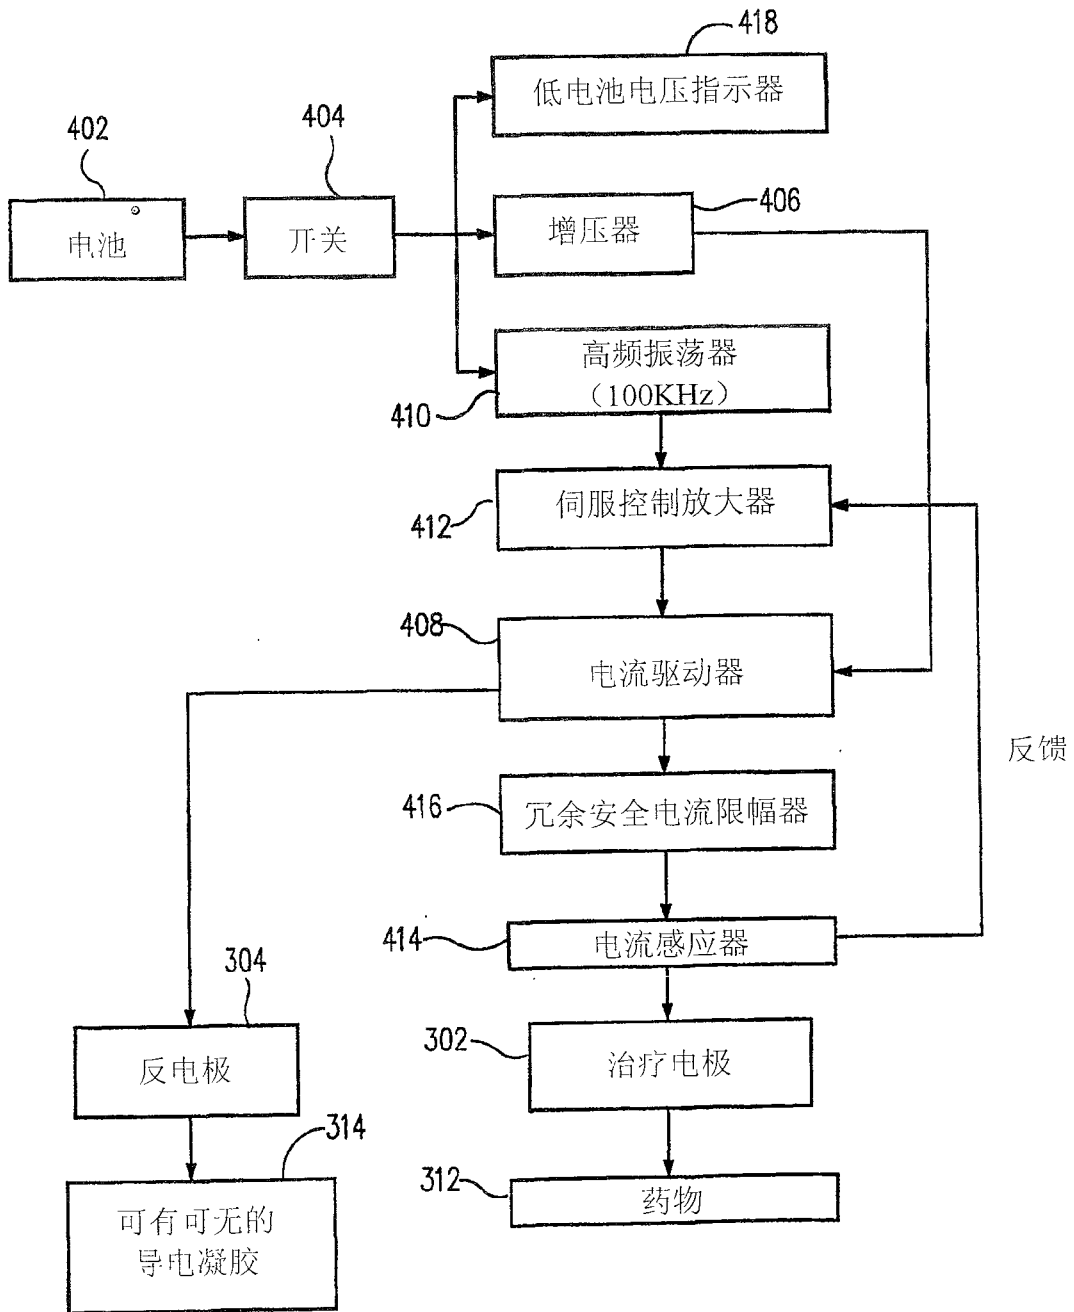 418
低电池电压指示器
402
404
电池
开关
406
增压器
高频振荡器
（100KHz）
410
伺服控制放大器
412
408
电流驱动器
反馈
416
冗余安全电流限幅器
414
电流感应器
304
反电极
302
治疗电极
314
可有可无的
导电凝胶
312
药物